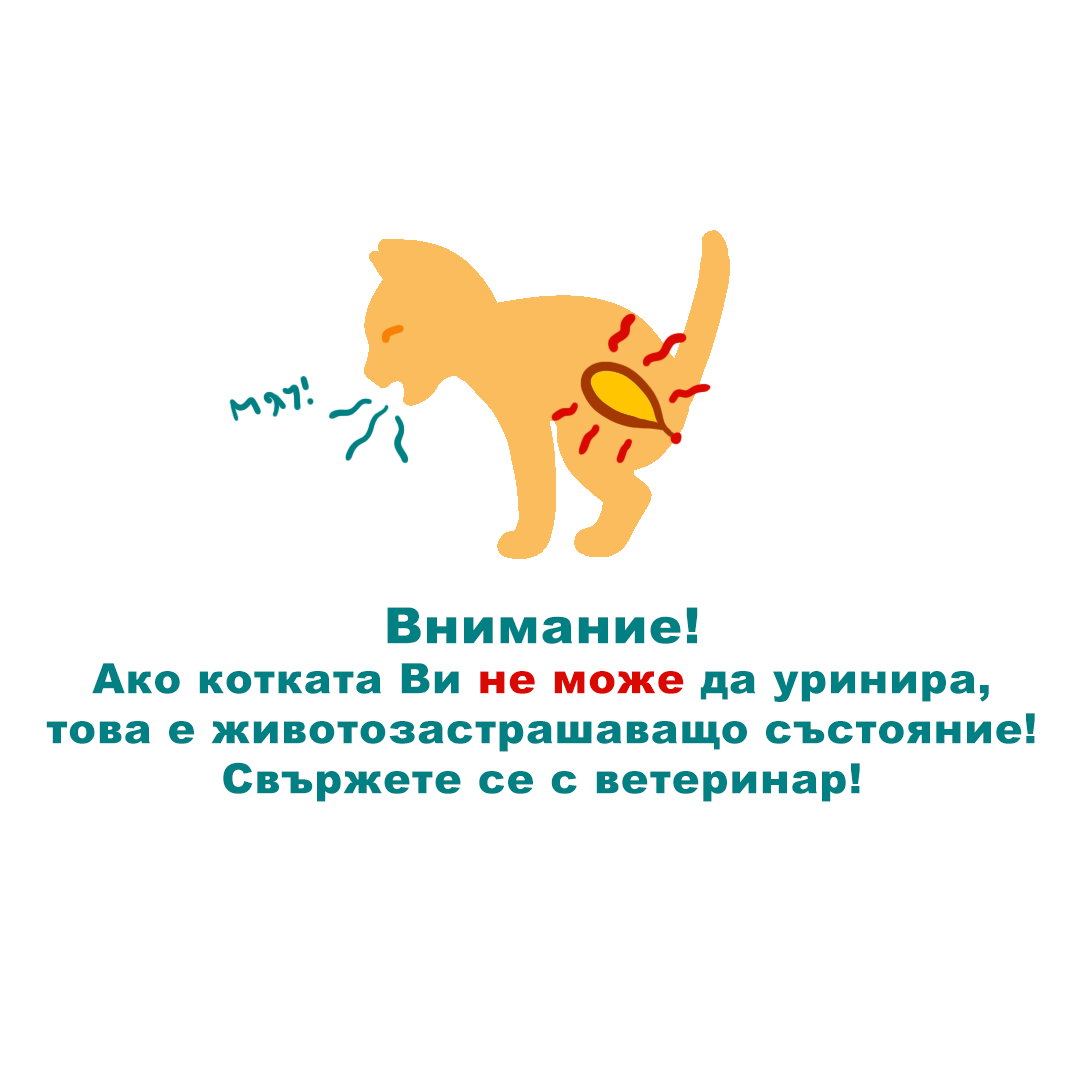 мяу!
Внимание!
Ако котката Ви не може да уринира,
това е животозастрашаващо състояние!
Свържете се с ветеринар!